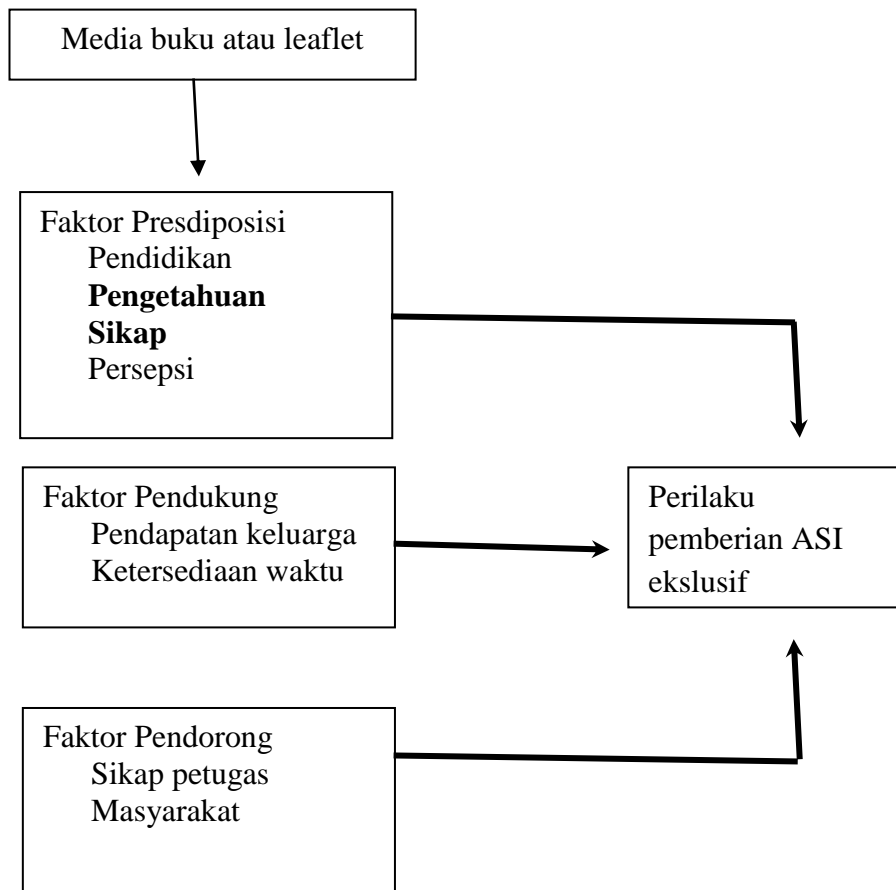 Media buku atau leaflet
Faktor Presdiposisi
Pendidikan
Pengetahuan
Sikap
Persepsi
Faktor Pendukung
Pendapatan keluarga
Ketersediaan waktu
Perilaku
pemberian ASI
ekslusif
Faktor Pendorong
Sikap petugas
Masyarakat